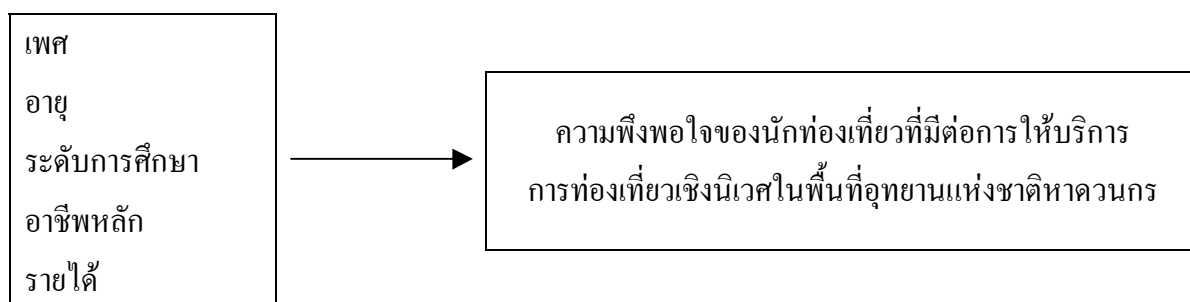 เพศ
อายุ
ระดับการศึกษา
อาชีพหลัก
รายได้
ความพึงพอใจของนักท่องเที่ยวที่มีต่อการให้บริการ
การท่องเที่ยวเชิงนิเวศในพื้นที่อุทยานแห่งชาติหาดวนกร